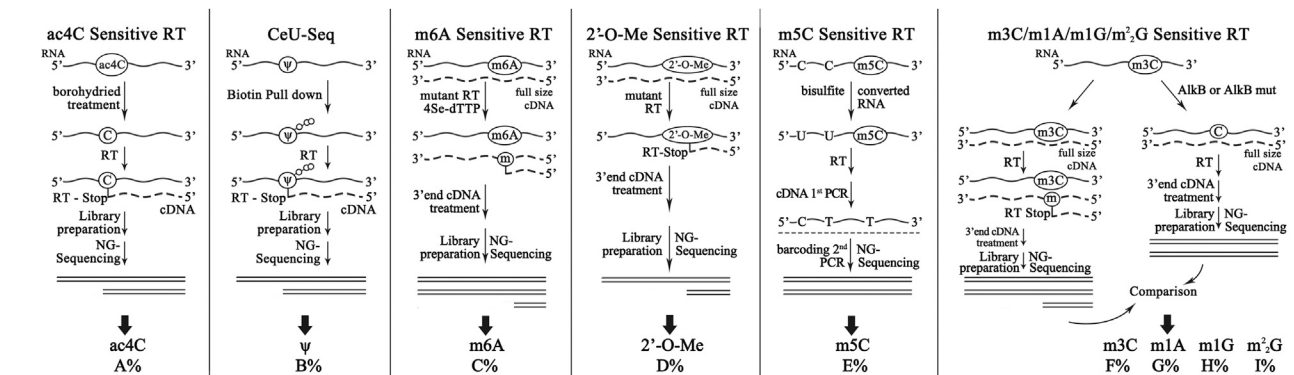 ac4C Sensitive RT
RNA
5’ ac4C 3’
borohydried
treatment
5’ C 3’
RT
5’ C 3’
RT - Stop
cDNA
Library
preparation
NG-
Sequencing
ac4C
A%
CeU-Seq
RNA
5’ ψ 3’
Biotin Pull down
5’ ψ 3’
RT
5’ ψ 3’
RT - Stop
cDNA
Library
preparation
NG-
Sequencing
ψ
B%
m6A Sensitive RT
RNA
5’ m6A 3’
3’ 5’
mutant RT
4Se-dTTP
full size
cDNA
5’ m6A 3’
3’ m 5’
3’end cDNA
treatment
Library
preparation
NG-
Sequencing
m6A
C%
2’-O-Me Sensitive RT
RNA
5’ 2’-O-Me 3’
3’ 5’
mutant
RT
full size
cDNA
5’ 2’-O-Me 3’
RT-Stop 5’
3’end cDNA
treatment
Library
preparation
NG-
Sequencing
2’-O-Me
D%
m5C Sensitive RT
RNA
5’-C C m5C 3’
bisulfite converted
RNA
5’-U U m5C 3’
RT
cDNA 1st PCR
5’-C T T 3’
barcoding 2nd
PCR
NG-
Sequencing
m5C
E%
m3C/m1A/m1G/m²₂G Sensitive RT
RNA
5’ m3C 3’
AlkB or AlkB mut
5’ m3C 3’
3’ 5’
full size
cDNA
RT
5’ m3C 3’
3’ m 5’
RT Stop
3’end cDNA
treatment
Library
preparation
NG-
Sequencing
5’ C 3’
3’ 5’
full size
cDNA
RT
3’end cDNA
treatment
Library
preparation
NG-
Sequencing
Comparison
m3C m1A m1G m²₂G
F% G% H% I%